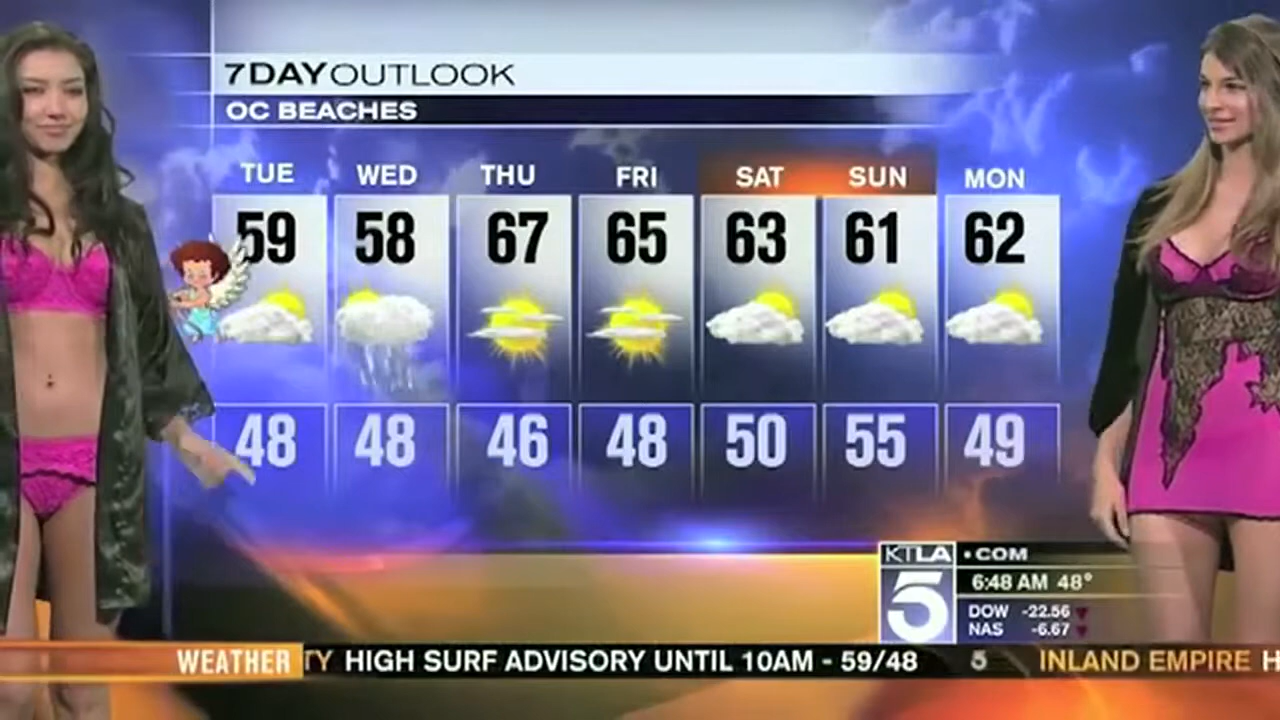 7DAYOUTLOOK
OC BEACHES
TUE WED THU FRI SAT SUN MON
59 58 67 65 63 61 62
48 48 46 48 50 55 49
KTLA 5 • COM
6:48 AM 48°
DOW -22.56
NAS -6.67
WEATHER TY HIGH SURF ADVISORY UNTIL 10AM - 59/48 5 INLAND EMPIRE H